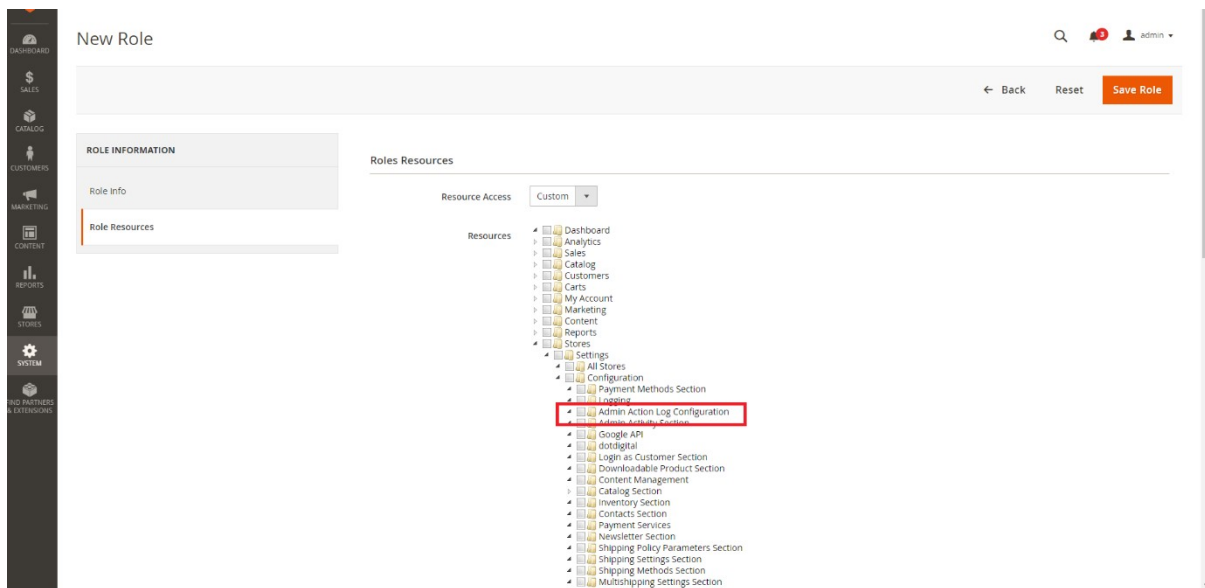 New Role
3
admin
DASHBOARD
SALES
CATALOG
CUSTOMERS
MARKETING
CONTENT
REPORTS
STORES
SYSTEM
FIND PARTNERS
& EXTENSIONS
← Back Reset Save Role
ROLE INFORMATION
Role Info
Role Resources
Roles Resources
Resource Access Custom
Resources
Dashboard
Analytics
Sales
Catalog
Customers
Carts
My Account
Marketing
Content
Reports
Stores
Settings
All Stores
Configuration
Payment Methods Section
Logging
Admin Action Log Configuration
Admin Activity Section
Google API
dotdigital
Login as Customer Section
Downloadable Product Section
Content Management
Catalog Section
Inventory Section
Contacts Section
Payment Services
Newsletter Section
Shipping Policy Parameters Section
Shipping Settings Section
Shipping Methods Section
Multishipping Settings Section